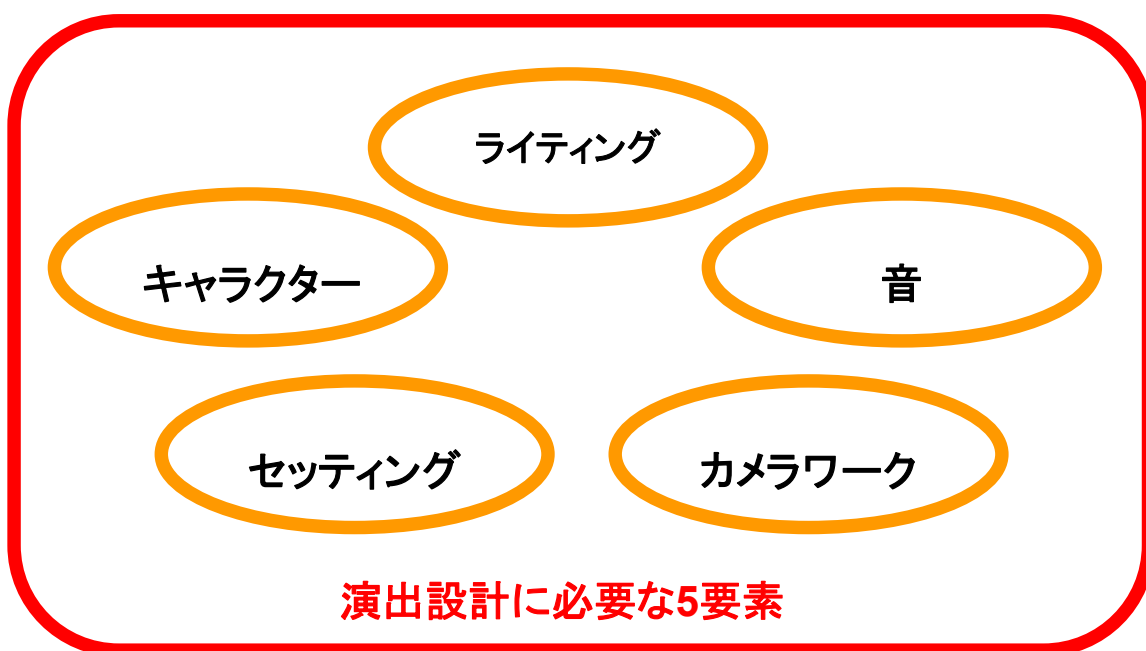 ライティング
キャラクター
音
セッティング
カメラワーク
演出設計に必要な5要素